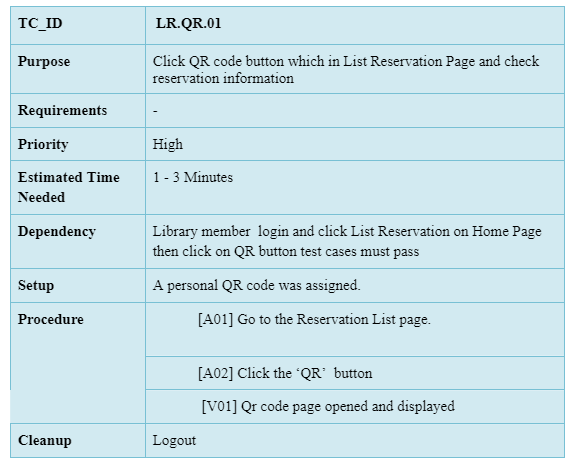 TC_ID LR.QR.01
Purpose Click QR code button which in List Reservation Page and check
reservation information
Requirements -
Priority High
Estimated Time 1 - 3 Minutes
Needed
Dependency Library member login and click List Reservation on Home Page
then click on QR button test cases must pass
Setup A personal QR code was assigned.
Procedure [A01] Go to the Reservation List page.
[A02] Click the ‘QR’ button
[V01] Qr code page opened and displayed
Cleanup Logout